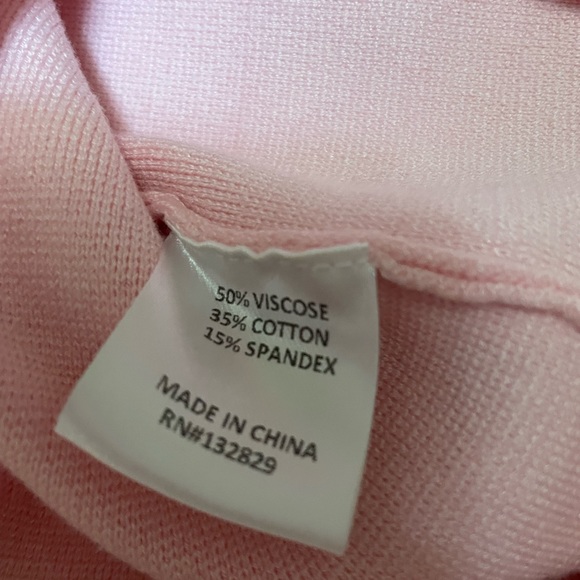 50% VISCOSE
35% COTTON
15% SPANDEX
MADE IN CHINA
RN#132829